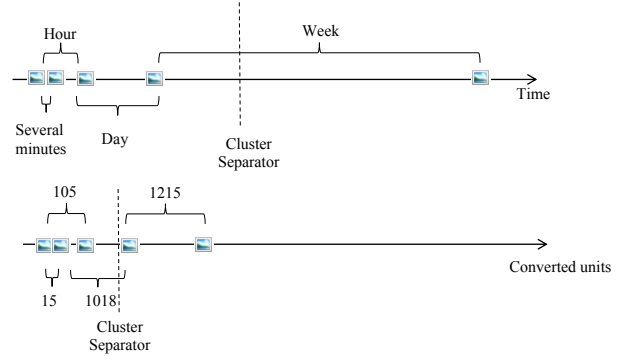 Hour
Week
Time
Several
minutes
Day
Cluster
Separator
105
1215
Converted units
15
1018
Cluster
Separator